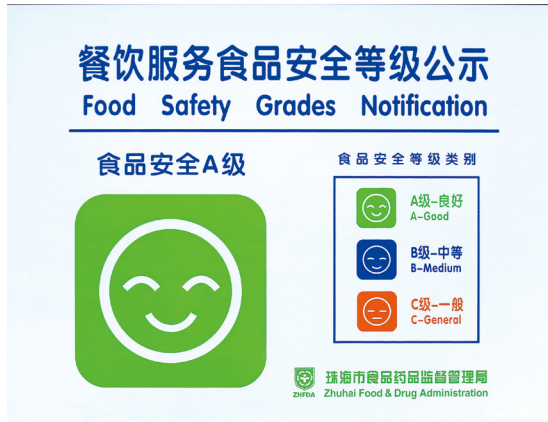 餐饮服务食品安全等级公示
Food Safety Grades Notification
食品安全A级
食品安全等级类别
A级-良好
A-Good
B级-中等
B-Medium
C级-一般
C-General
珠海市食品药品监督管理局
ZHFDA
Zhuhai Food & Drug Administration